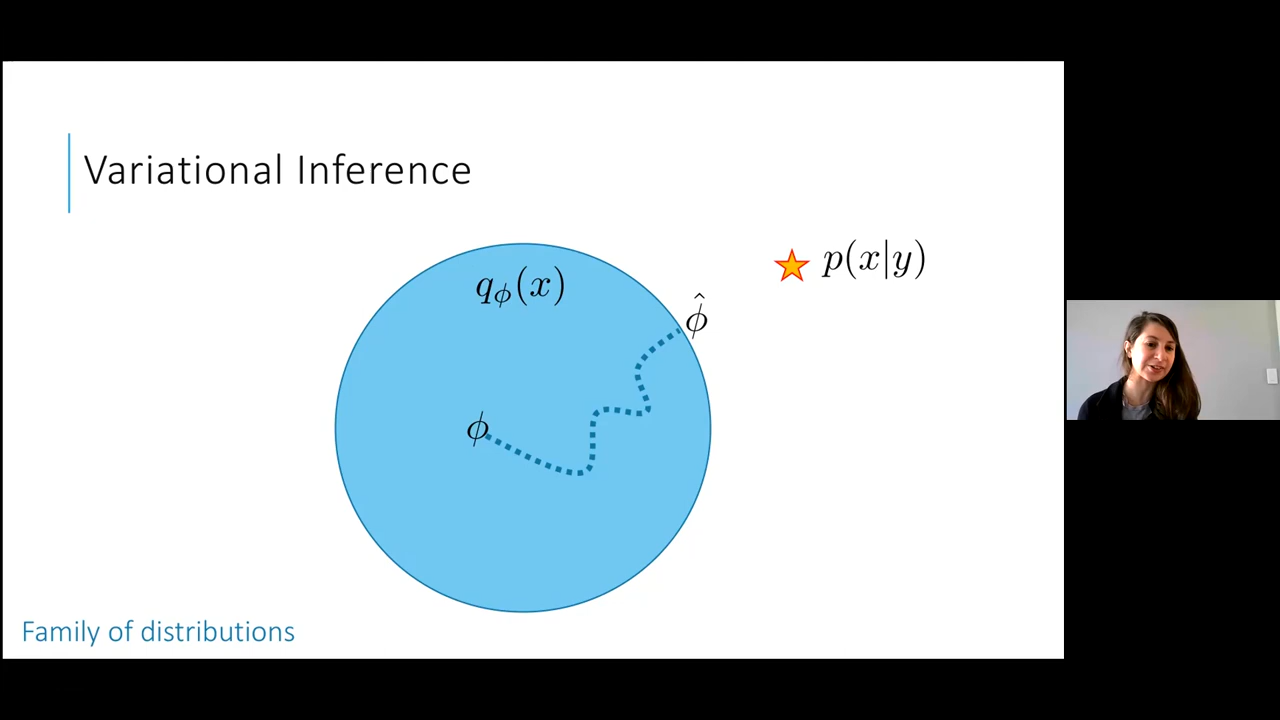 Variational Inference
q_ϕ(x)
p(x|y)
ϕ̂
ϕ
Family of distributions